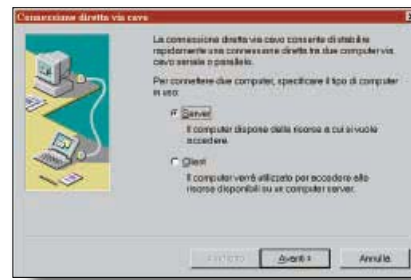 Connessione diretta via cavo
La connessione diretta via cavo consente di stabilire
rapidamente una connessione diretta tra due computer via
cavo seriale o parallelo.
Per connettere due computer, specificare il tipo di computer
in uso:
Server
Il computer dispone delle risorse a cui si vuole
accedere.
Client
Il computer verrà utilizzato per accedere alle
risorse disponibili su un computer server.
Avanti >
Annulla